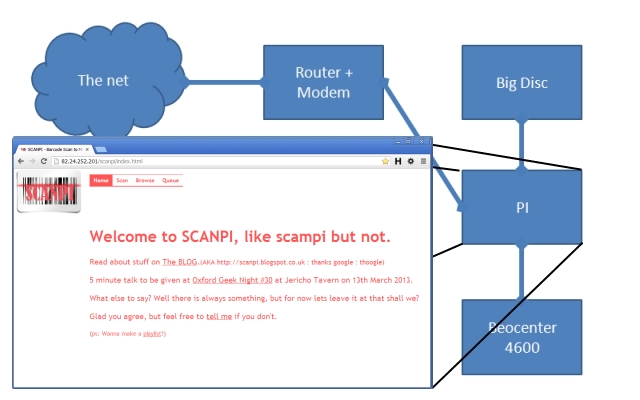 The net
Router +
Modem
Big Disc
PI
Beocenter
4600
SCANPI - Barcode Scan to
82.24.252.201/scanpi/index.html
SCANPI
Home Scan Browse Queue
Welcome to SCANPI, like scampi but not.
Read about stuff on The BLOG.(AKA http://scanpi.blogspot.co.uk : thanks google : thoogle)
5 minute talk to be given at Oxford Geek Night #30 at Jericho Tavern on 13th March 2013.
What else to say? Well there is always something, but for now lets leave it at that shall we?
Glad you agree, but feel free to tell me if you don't.
(ps: Wanna make a playlist?)